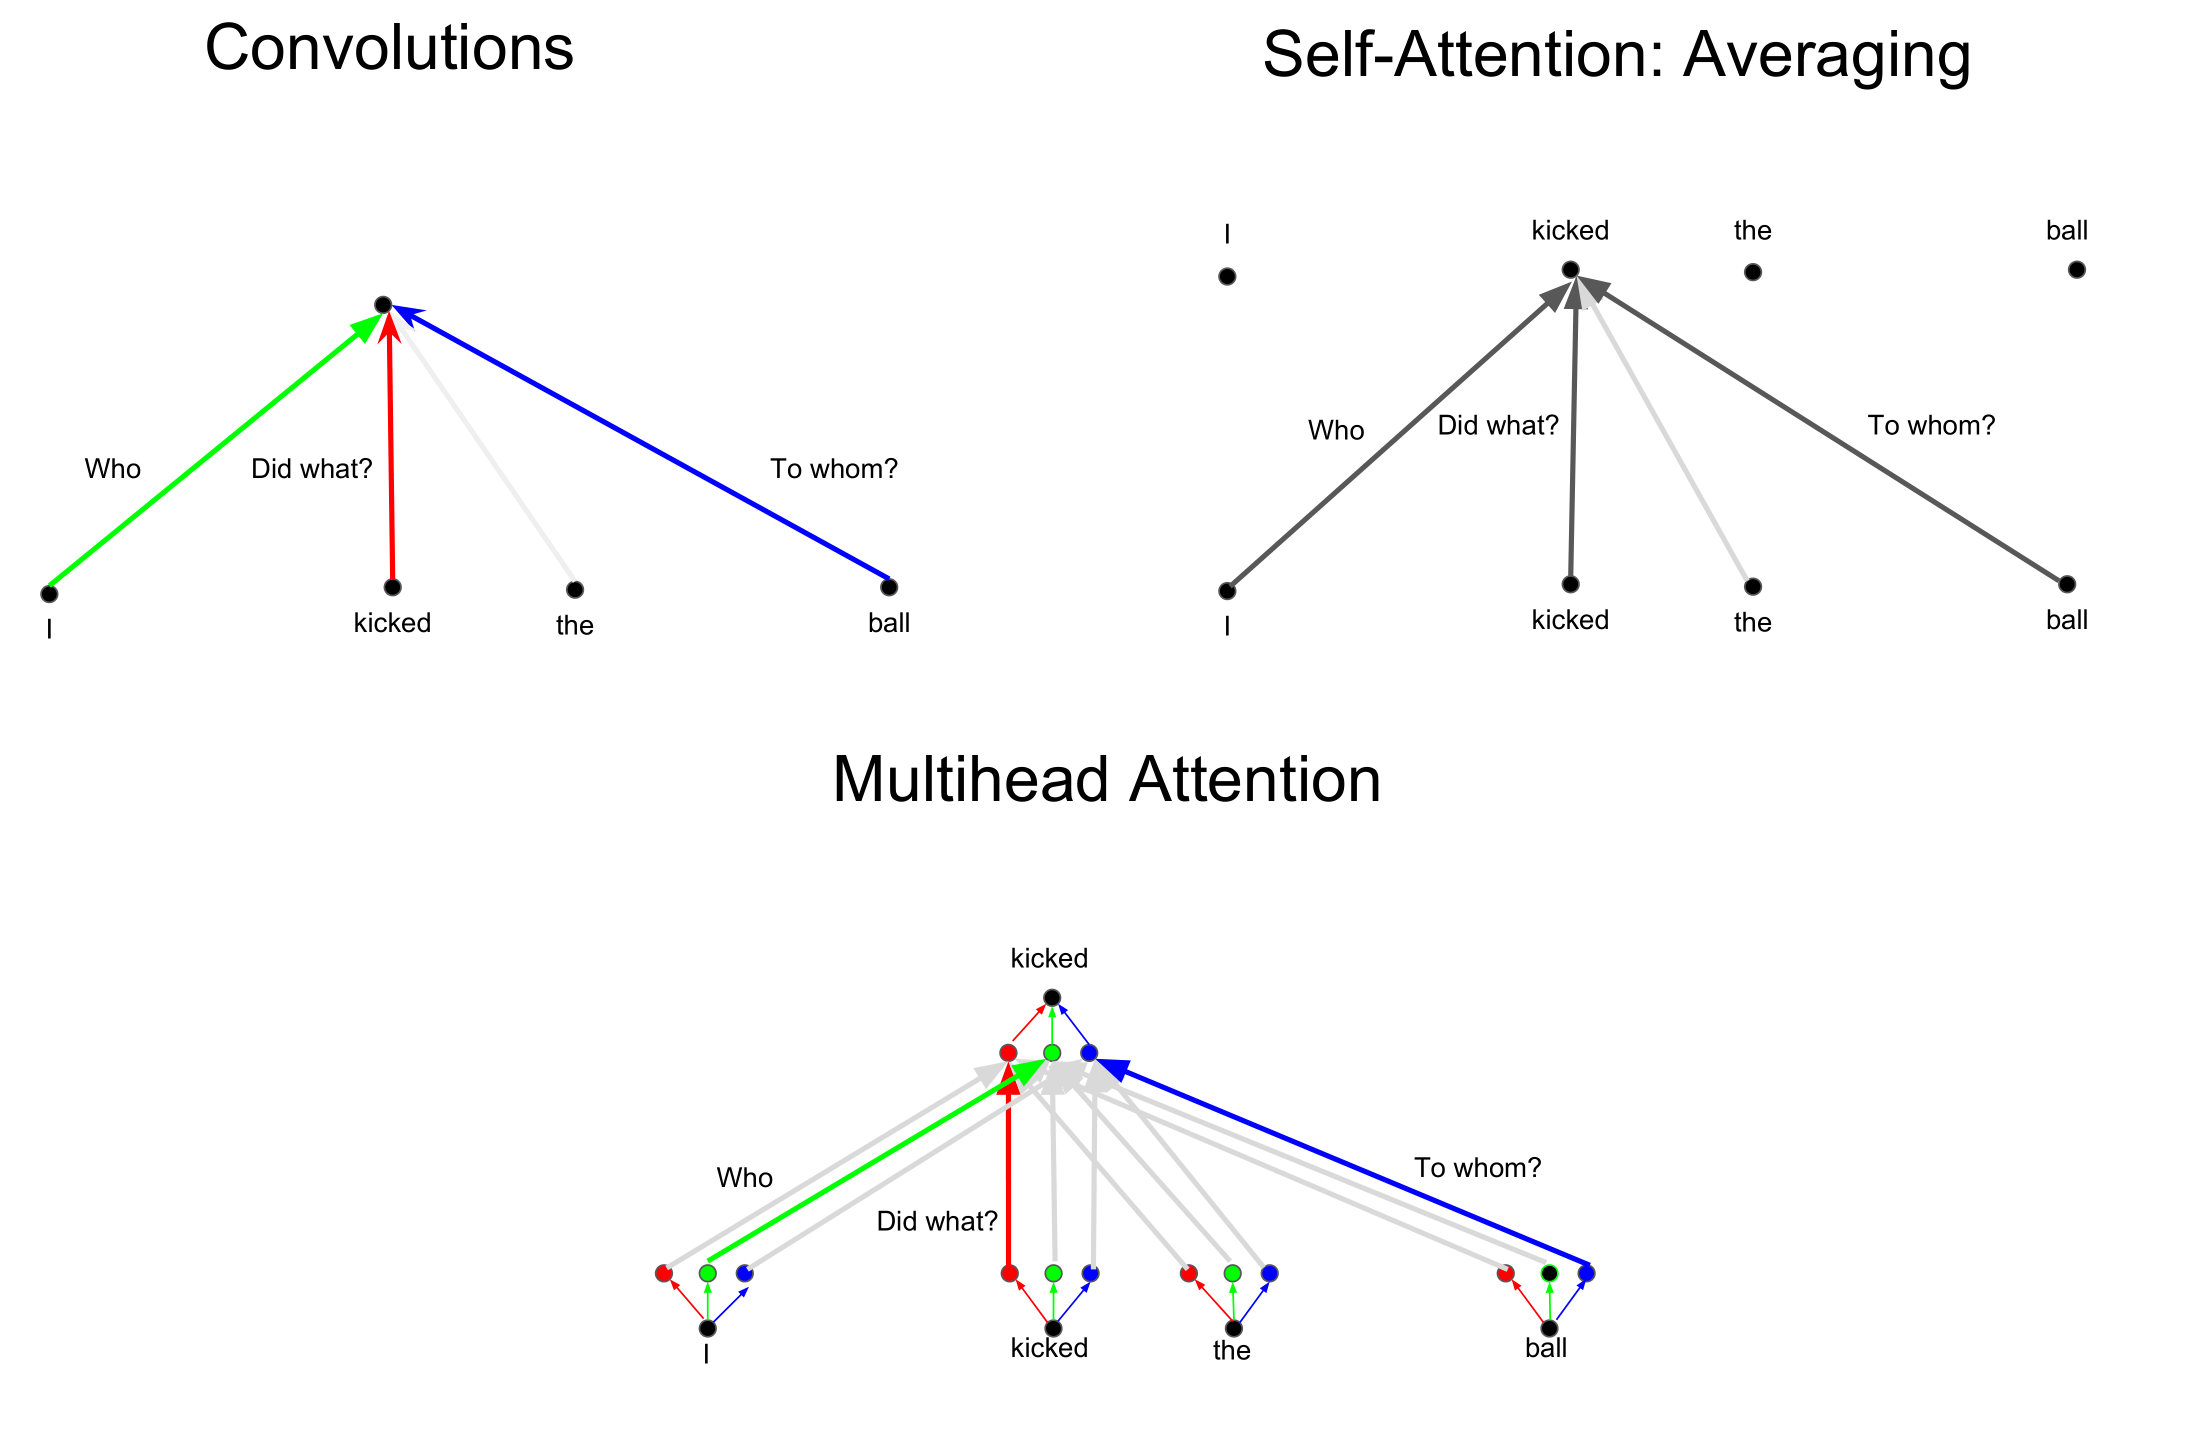 Convolutions
Who
Did what?
To whom?
I
kicked
the
ball
Self-Attention: Averaging
I
kicked
the
ball
Who
Did what?
To whom?
I
kicked
the
ball
Multihead Attention
kicked
Who
Did what?
To whom?
I
kicked
the
ball